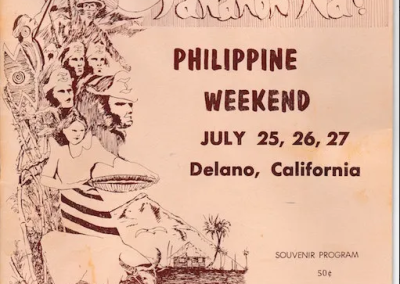 PHILIPPINE
WEEKEND
JULY 25, 26, 27
Delano, California
SOUVENIR PROGRAM
50¢